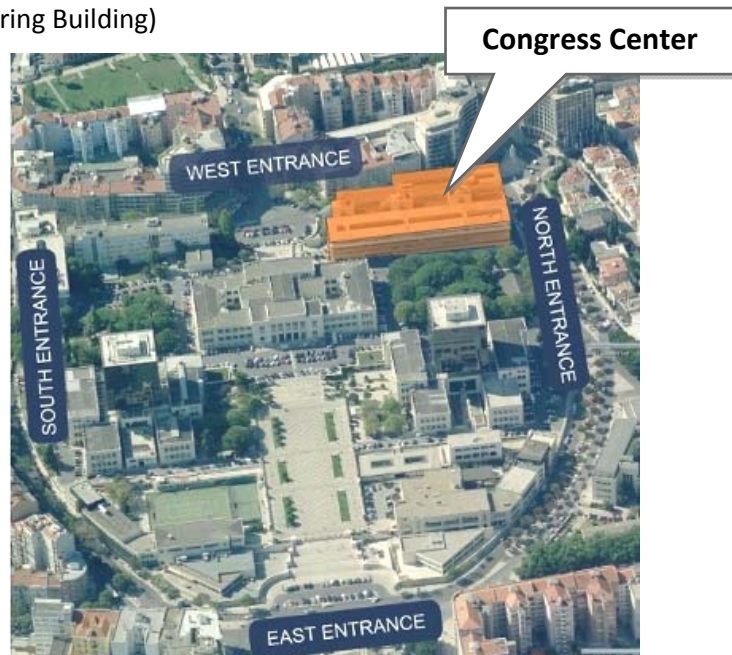 ring Building)
Congress Center
WEST ENTRANCE
NORTH ENTRANCE
SOUTH ENTRANCE
EAST ENTRANCE